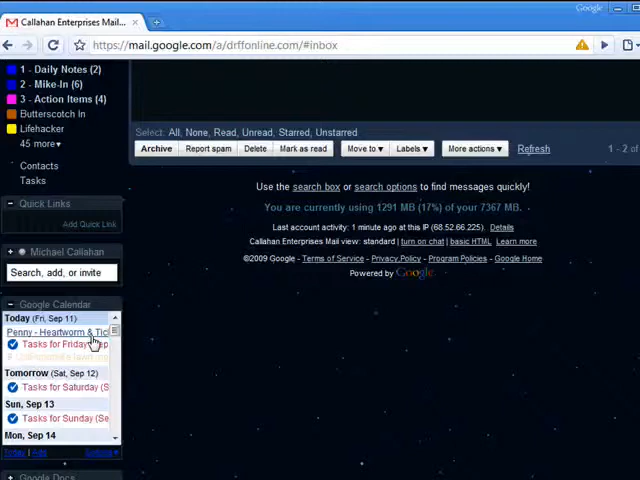 Google
Callahan Enterprises Mail...
https://mail.google.com/a/drffonline.com/#inbox
1 - Daily Notes (2)
2 - Mike-In (6)
3 - Action Items (4)
Butterscotch In
Lifehacker
45 more▾
Contacts
Tasks
Select: All, None, Read, Unread, Starred, Unstarred
Archive Report spam Delete Mark as read Move to ▾ Labels ▾ More actions ▾ Refresh 1 - 2 of
Use the search box or search options to find messages quickly!
You are currently using 1291 MB (17%) of your 7367 MB.
Last account activity: 1 minute ago at this IP (68.52.66.225). Details
Callahan Enterprises Mail view: standard | turn on chat | basic HTML Learn more
©2009 Google - Terms of Service - Privacy Policy - Program Policies - Google Home
Powered by Google
Quick Links
Add Quick Link
Michael Callahan
Search, add, or invite
Google Calendar
Today (Fri, Sep 11)
Penny - Heartworm & Tic
Tasks for Friday
Tomorrow (Sat, Sep 12)
Tasks for Saturday (S
Sun, Sep 13
Tasks for Sunday (Se
Mon, Sep 14
Today | Add Options ▾
Google Docs